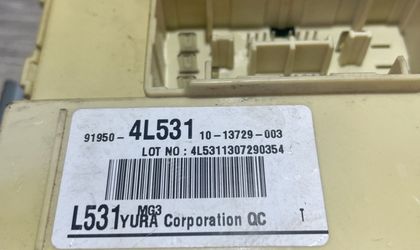 91950- 4L531 10-13729-003
LOT NO : 4L5311307290354
L531 MG3
YURA Corporation QC I